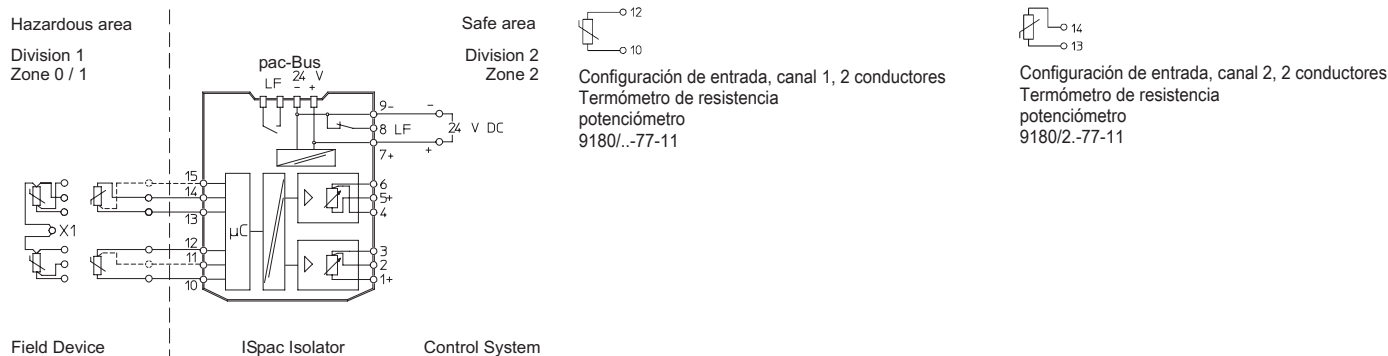 Hazardous area
Safe area
Division 1
Zone 0 / 1
Division 2
Zone 2
pac-Bus
LF 24 V
- +
9-
8 LF
7+
-
24 V DC
+
15
14
13
12
11
10
X1
µC
6
5+
4
3
2
1+
Field Device
ISpac Isolator
Control System
12
10
Configuración de entrada, canal 1, 2 conductores
Termómetro de resistencia
potenciómetro
9180/..-77-11
14
13
Configuración de entrada, canal 2, 2 conductores
Termómetro de resistencia
potenciómetro
9180/2.-77-11